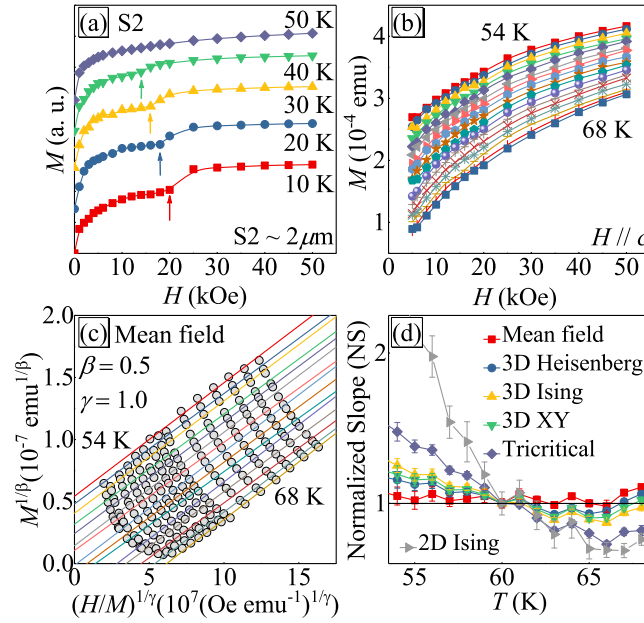 (a) S2
50 K
40 K
30 K
20 K
10 K
S2 ~ 2μm
M (a. u.)
0 10 20 30 40 50
H (kOe)
(b)
54 K
68 K
H // c
M (10⁻⁴ emu)
4
3
2
1
0 10 20 30 40 50
H (kOe)
(c) Mean field
β = 0.5
γ = 1.0
54 K
68 K
M^1/β (10⁻⁷ emu^1/β)
2.0
1.5
1.0
0.5
0.0
0 5 10 15
(H/M)^1/γ (10⁷(Oe emu⁻¹)^1/γ)
(d)
Mean field
3D Heisenberg
3D Ising
3D XY
Tricritical
2D Ising
Normalized Slope (NS)
2
1
55 60 65
T (K)